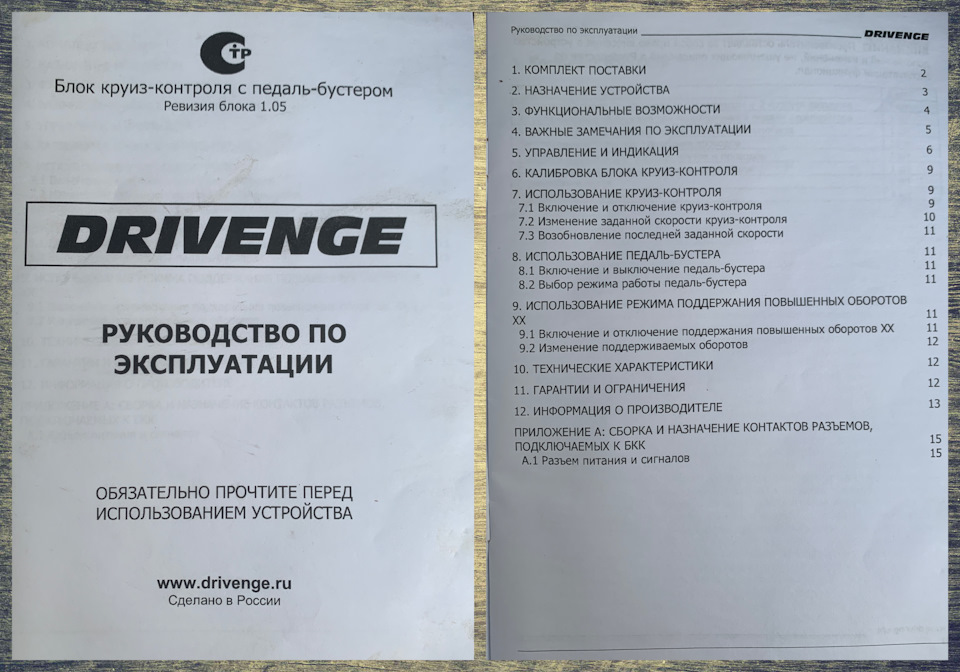 СТР
Блок круиз-контроля с педаль-бустером
Ревизия блока 1.05
DRIVENGE
РУКОВОДСТВО ПО
ЭКСПЛУАТАЦИИ
ОБЯЗАТЕЛЬНО ПРОЧТИТЕ ПЕРЕД
ИСПОЛЬЗОВАНИЕМ УСТРОЙСТВА
www.drivenge.ru
Сделано в России
Руководство по эксплуатации DRIVENGE
1. КОМПЛЕКТ ПОСТАВКИ 2
2. НАЗНАЧЕНИЕ УСТРОЙСТВА 3
3. ФУНКЦИОНАЛЬНЫЕ ВОЗМОЖНОСТИ 4
4. ВАЖНЫЕ ЗАМЕЧАНИЯ ПО ЭКСПЛУАТАЦИИ 5
5. УПРАВЛЕНИЕ И ИНДИКАЦИЯ 6
6. КАЛИБРОВКА БЛОКА КРУИЗ-КОНТРОЛЯ 9
7. ИСПОЛЬЗОВАНИЕ КРУИЗ-КОНТРОЛЯ 9
7.1 Включение и отключение круиз-контроля 9
7.2 Изменение заданной скорости круиз-контроля 10
7.3 Возобновление последней заданной скорости 11
8. ИСПОЛЬЗОВАНИЕ ПЕДАЛЬ-БУСТЕРА 11
8.1 Включение и выключение педаль-бустера 11
8.2 Выбор режима работы педаль-бустера 11
9. ИСПОЛЬЗОВАНИЕ РЕЖИМА ПОДДЕРЖАНИЯ ПОВЫШЕННЫХ ОБОРОТОВ
ХХ 11
9.1 Включение и отключение поддержания повышенных оборотов ХХ 11
9.2 Изменение поддерживаемых оборотов 12
10. ТЕХНИЧЕСКИЕ ХАРАКТЕРИСТИКИ 12
11. ГАРАНТИИ И ОГРАНИЧЕНИЯ 12
12. ИНФОРМАЦИЯ О ПРОИЗВОДИТЕЛЕ 13
ПРИЛОЖЕНИЕ А: СБОРКА И НАЗНАЧЕНИЕ КОНТАКТОВ РАЗЪЕМОВ,
ПОДКЛЮЧАЕМЫХ К БКК 15
А.1 Разъем питания и сигналов 15